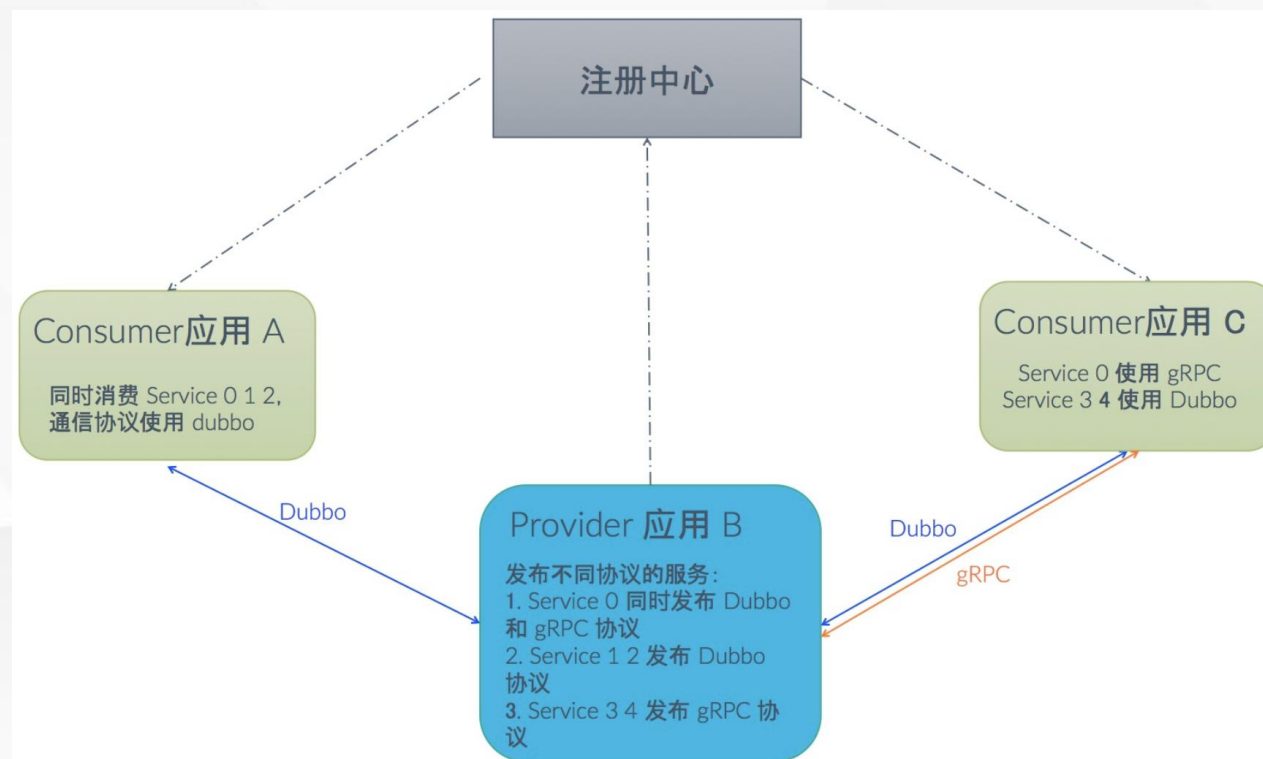 注册中心
Consumer应用 A
同时消费 Service 0 1 2,
通信协议使用 dubbo
Consumer应用 C
Service 0 使用 gRPC
Service 3 4 使用 Dubbo
Dubbo
Provider 应用 B
发布不同协议的服务:
1. Service 0 同时发布 Dubbo
和 gRPC 协议
2. Service 1 2 发布 Dubbo
协议
3. Service 3 4 发布 gRPC 协
议
Dubbo
gRPC